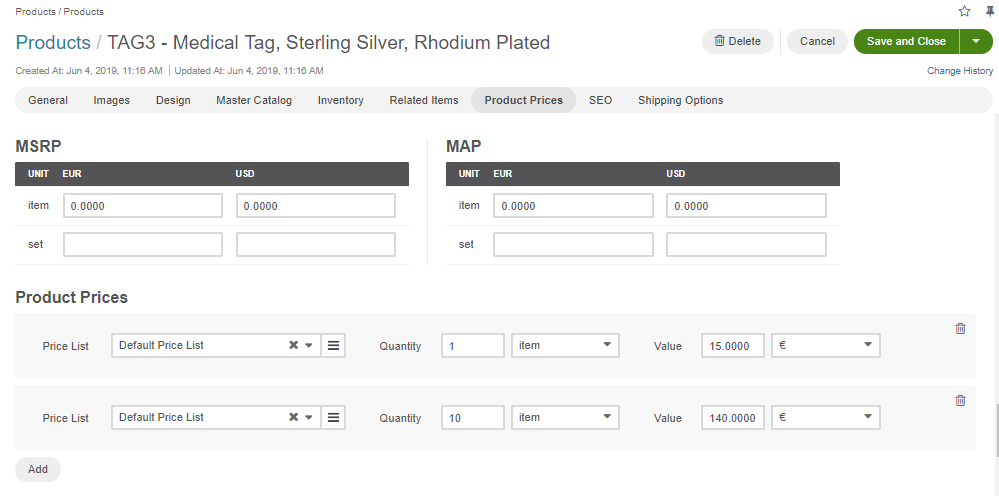 Products / Products
Products / TAG3 - Medical Tag, Sterling Silver, Rhodium Plated
Delete Cancel Save and Close
Created At: Jun 4, 2019, 11:16 AM | Updated At: Jun 4, 2019, 11:16 AM Change History
General Images Design Master Catalog Inventory Related Items Product Prices SEO Shipping Options
MSRP MAP
UNIT EUR USD UNIT EUR USD
item 0.0000 0.0000 item 0.0000 0.0000
set set
Product Prices
Price List Default Price List Quantity 1 item Value 15.0000 €
Price List Default Price List Quantity 10 item Value 140.0000 €
Add